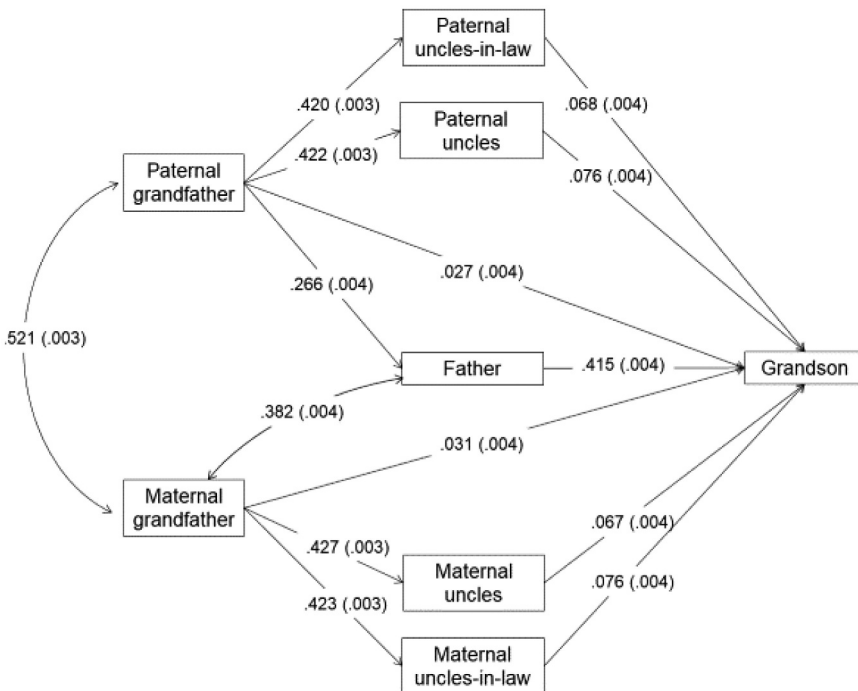 Paternal
uncles-in-law
.420 (.003)
.068 (.004)
Paternal
uncles
.422 (.003)
Paternal
grandfather
.076 (.004)
.027 (.004)
.266 (.004)
.521 (.003)
Father
.415 (.004)
Grandson
.382 (.004)
.031 (.004)
Maternal
grandfather
.067 (.004)
.427 (.003)
Maternal
uncles
.076 (.004)
.423 (.003)
Maternal
uncles-in-law